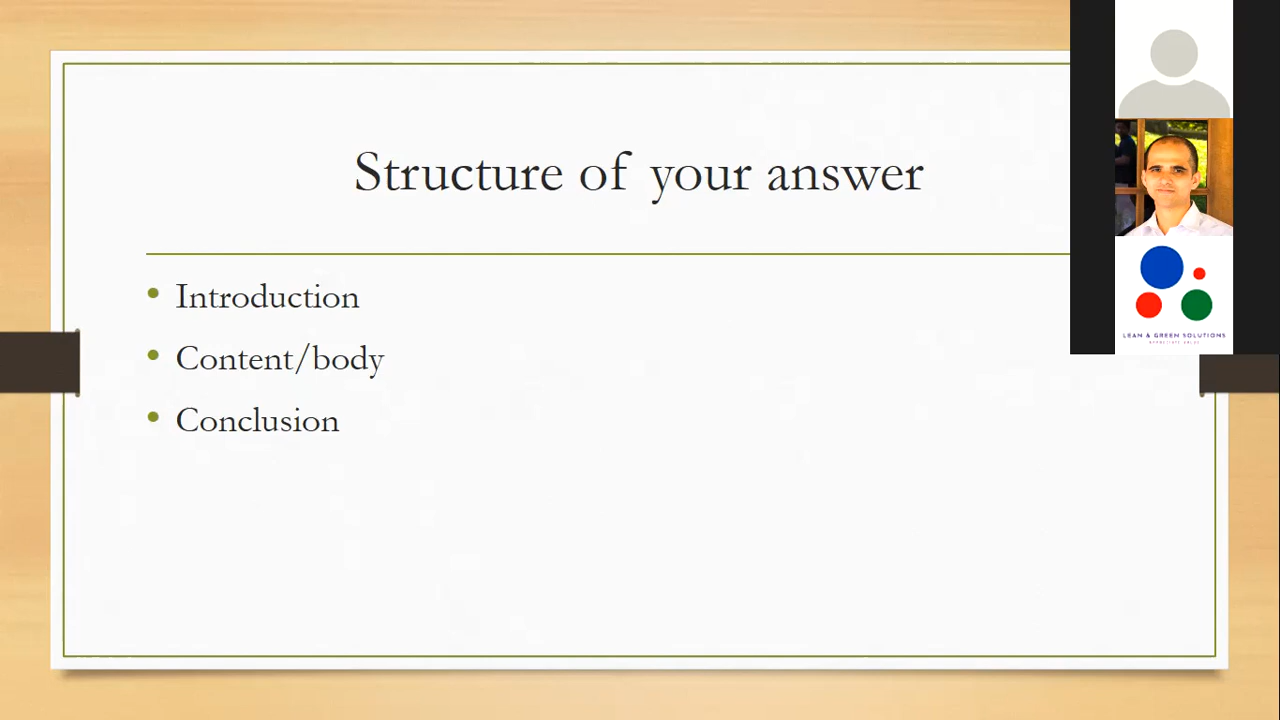 Structure of your answer
Introduction
Content/body
Conclusion
LEAN & GREEN SOLUTIONS